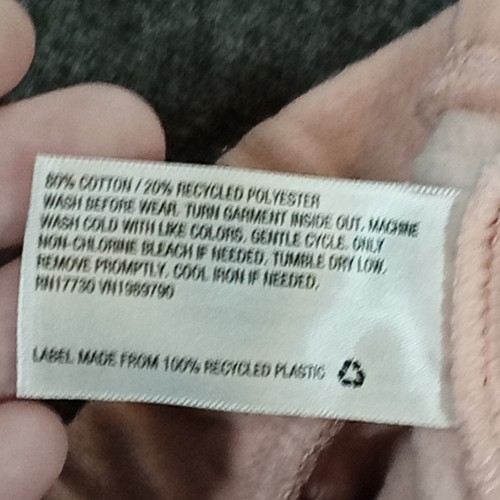 80% COTTON / 20% RECYCLED POLYESTER
WASH BEFORE WEAR. TURN GARMENT INSIDE OUT. MACHINE
WASH COLD WITH LIKE COLORS. GENTLE CYCLE. ONLY
NON-CHLORINE BLEACH IF NEEDED. TUMBLE DRY LOW.
REMOVE PROMPTLY. COOL IRON IF NEEDED.
RN17730 VN1989790
LABEL MADE FROM 100% RECYCLED PLASTIC